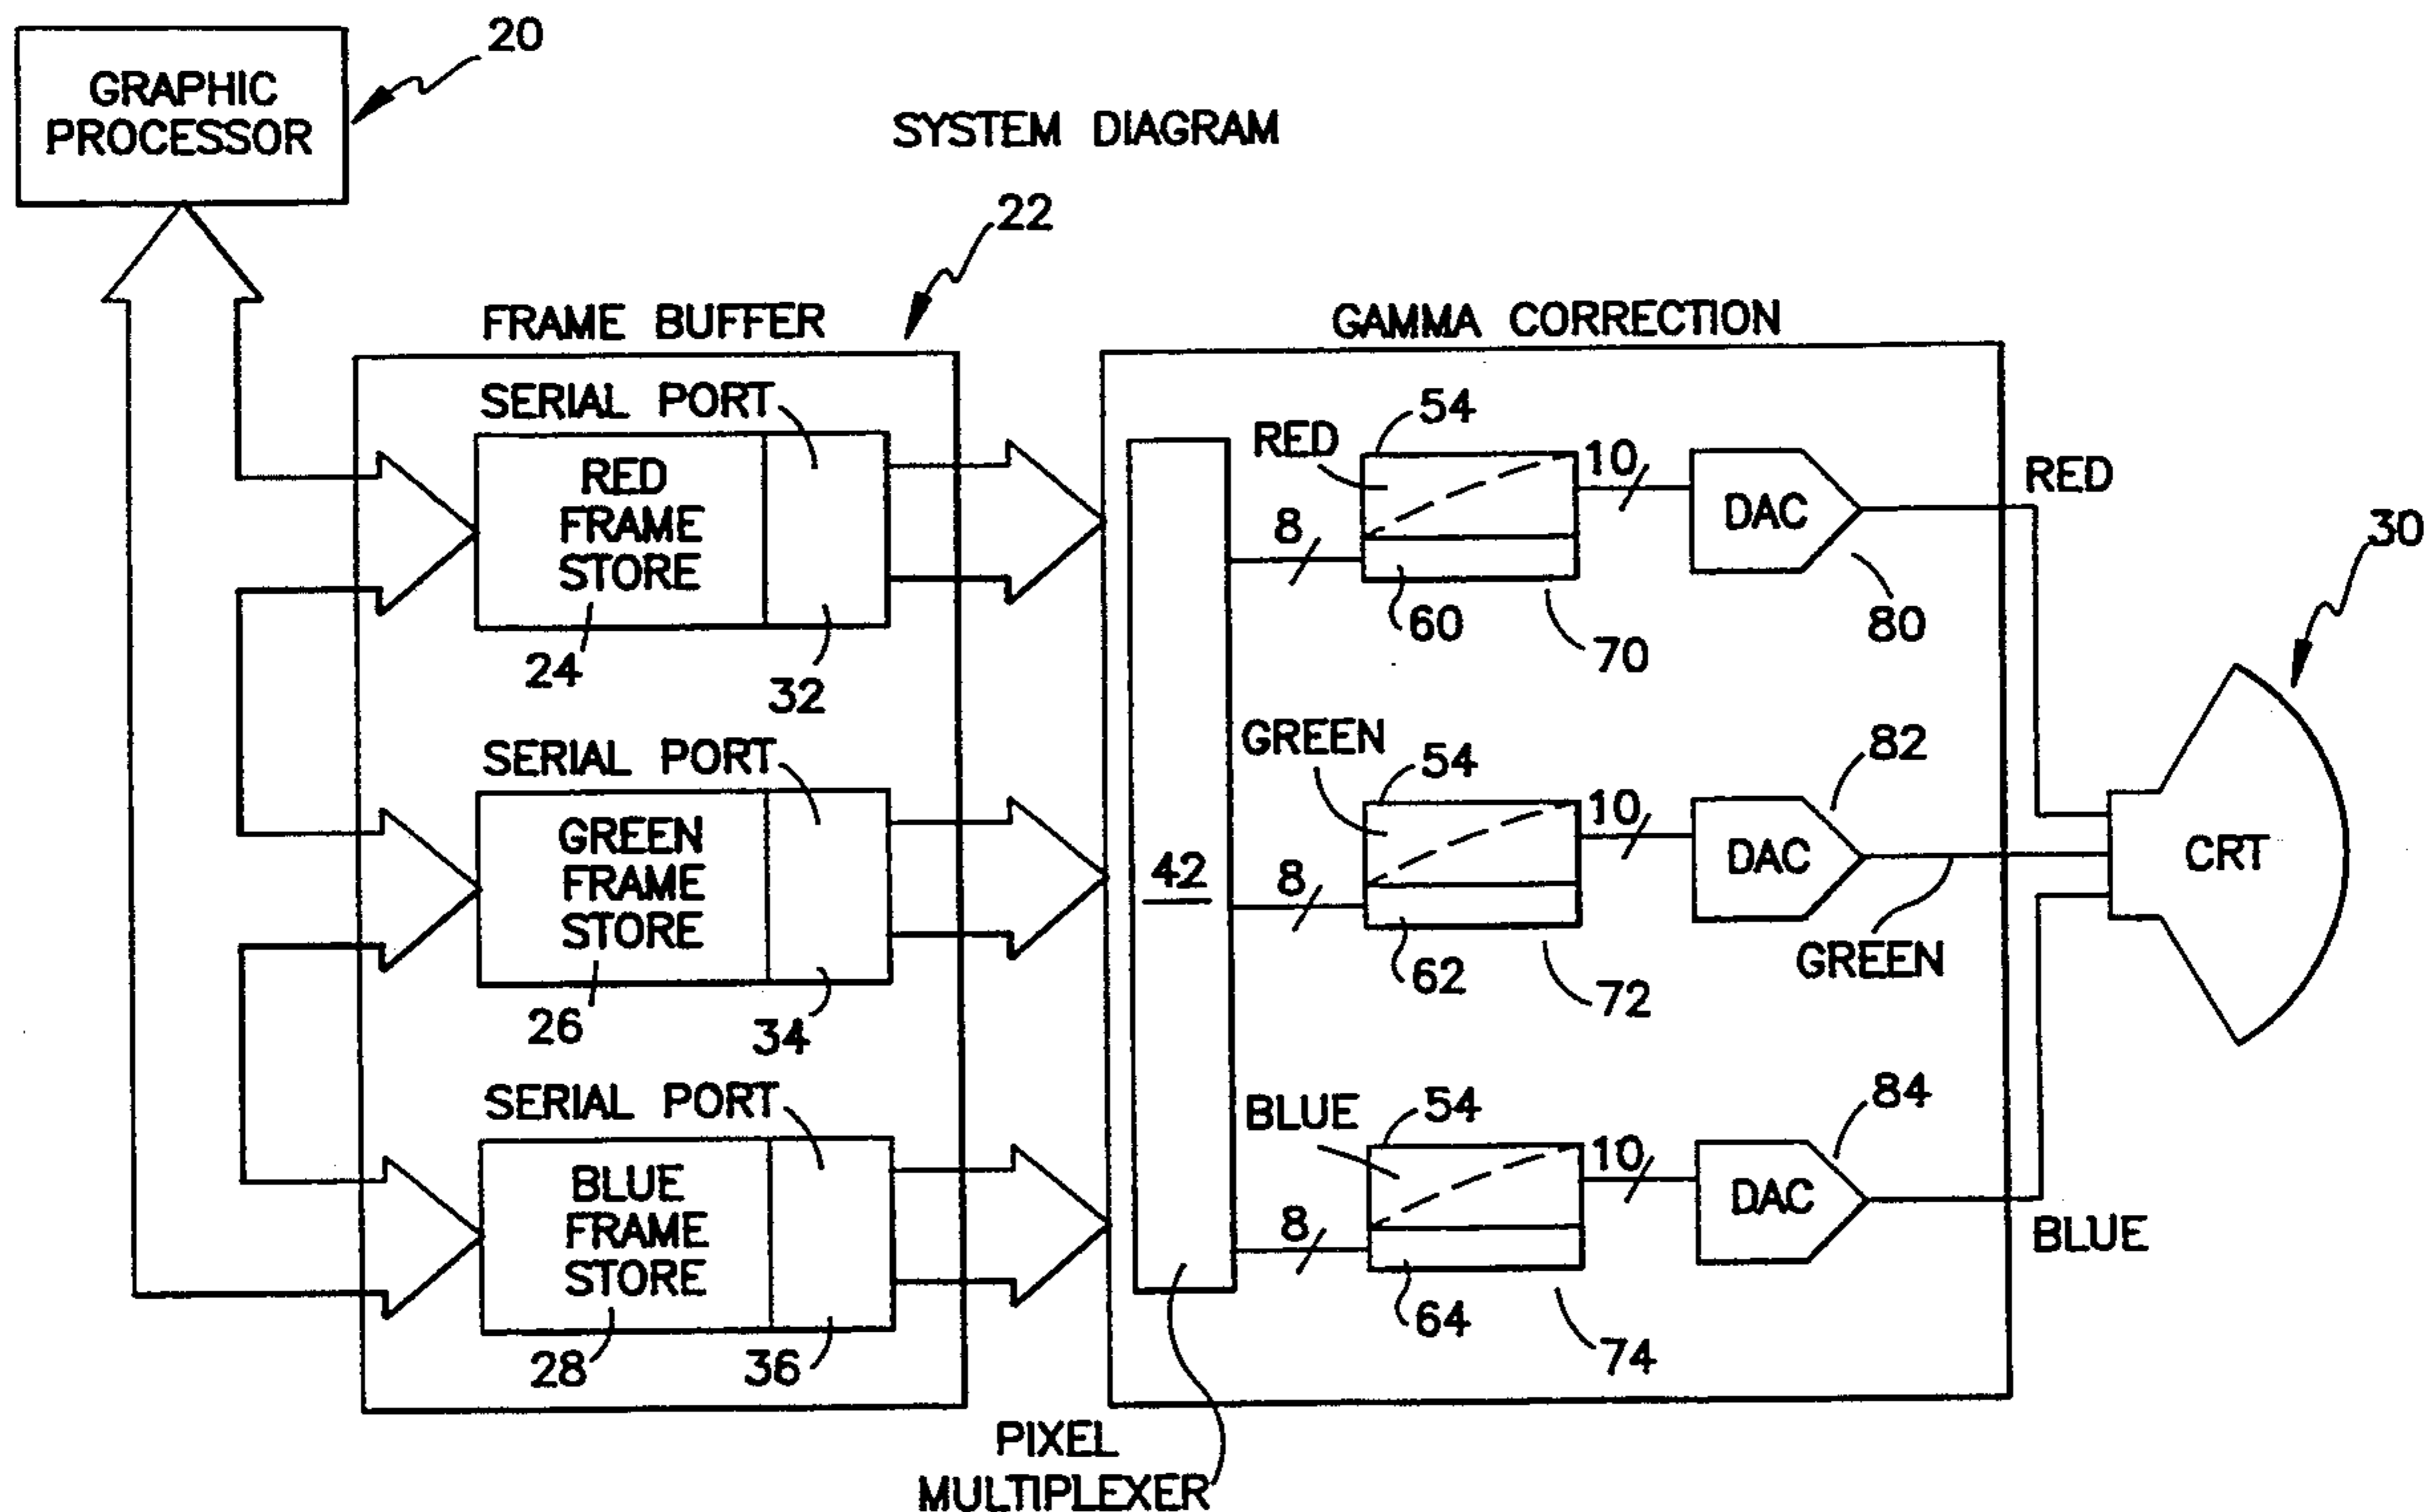 20
GRAPHIC
PROCESSOR
SYSTEM DIAGRAM
22
FRAME BUFFER
GAMMA CORRECTION
SERIAL PORT
RED
FRAME
STORE
24
32
RED
54
10
8
60
70
DAC
80
RED
30
SERIAL PORT
GREEN
FRAME
STORE
26
34
42
GREEN
54
10
8
62
72
DAC
82
GREEN
CRT
SERIAL PORT
BLUE
FRAME
STORE
28
36
BLUE
54
10
8
64
74
DAC
84
BLUE
PIXEL
MULTIPLEXER